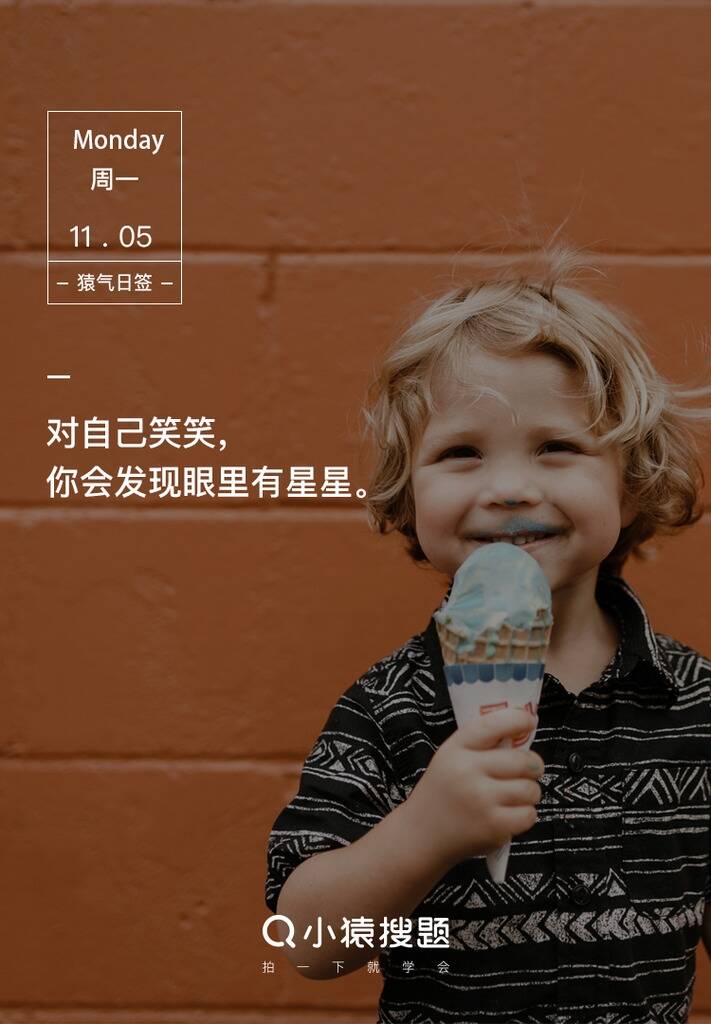 Monday
周一
11 . 05
– 猿气日签 –
对自己笑笑，
你会发现眼里有星星。
小猿搜题
拍一下就学会